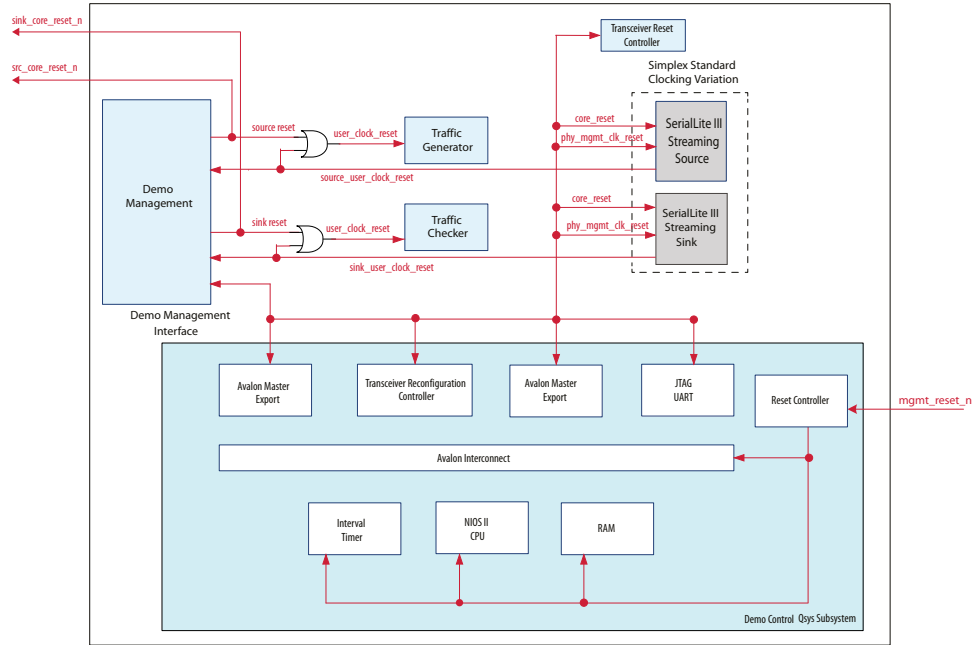 sink_core_reset_n
src_core_reset_n
Transceiver Reset
Controller
Simplex Standard
Clocking Variation
source reset
user_clock_reset
Traffic
Generator
core_reset
phy_mgmt_clk_reset
SerialLite III
Streaming
Source
source_user_clock_reset
Demo
Management
sink reset
user_clock_reset
Traffic
Checker
core_reset
phy_mgmt_clk_reset
SerialLite III
Streaming
Sink
sink_user_clock_reset
Demo Management
Interface
Avalon Master
Export
Transceiver Reconfiguration
Controller
Avalon Master
Export
JTAG
UART
Reset Controller
mgmt_reset_n
Avalon Interconnect
Interval
Timer
NIOS II
CPU
RAM
Demo Control Qsys Subsystem